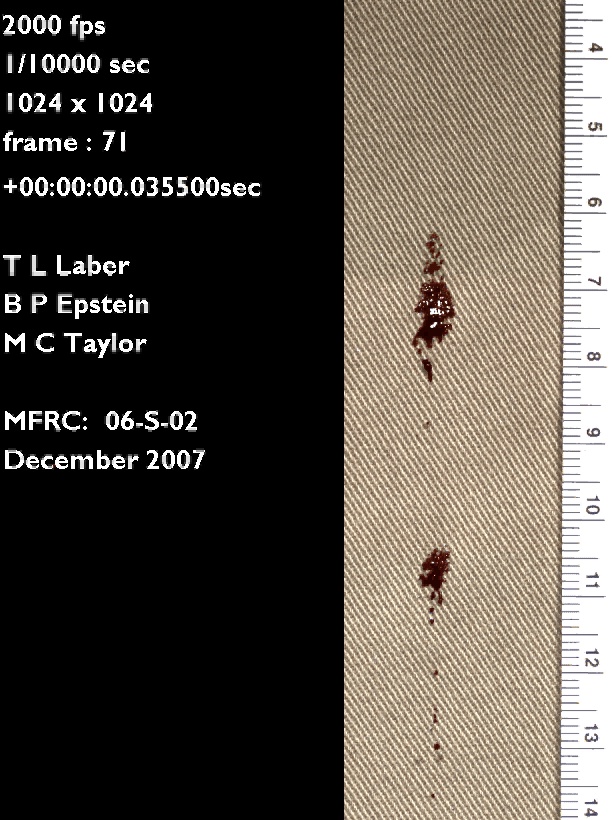 2000 fps
1/10000 sec
1024 x 1024
frame : 71
+00:00:00.035500sec
T L Laber
B P Epstein
M C Taylor
MFRC: 06-S-02
December 2007
4
5
6
7
8
9
10
11
12
13
14